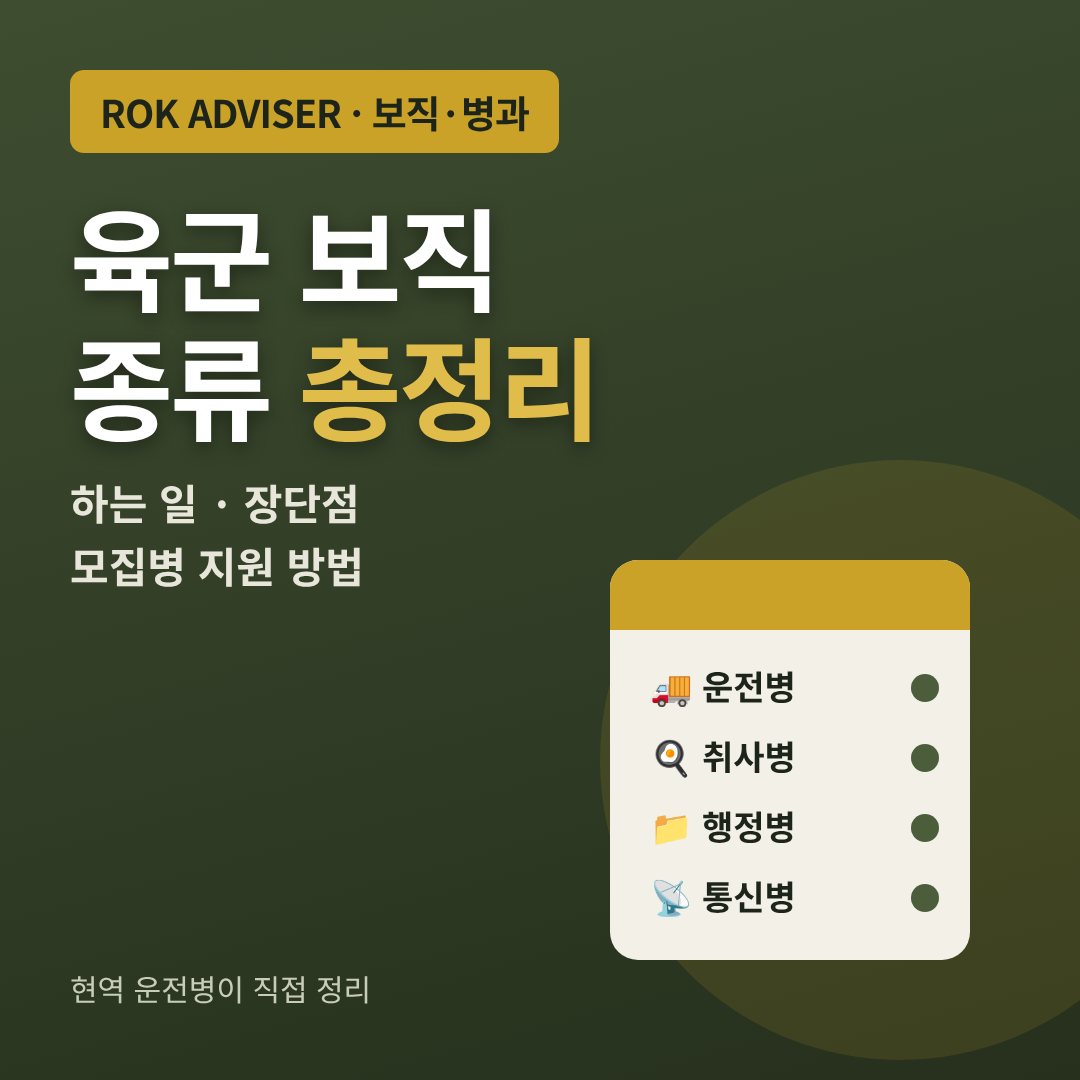 ROK ADVISER · 보직·병과
육군 보직
종류 총정리
하는 일 · 장단점
모집병 지원 방법
운전병
취사병
행정병
통신병
현역 운전병이 직접 정리